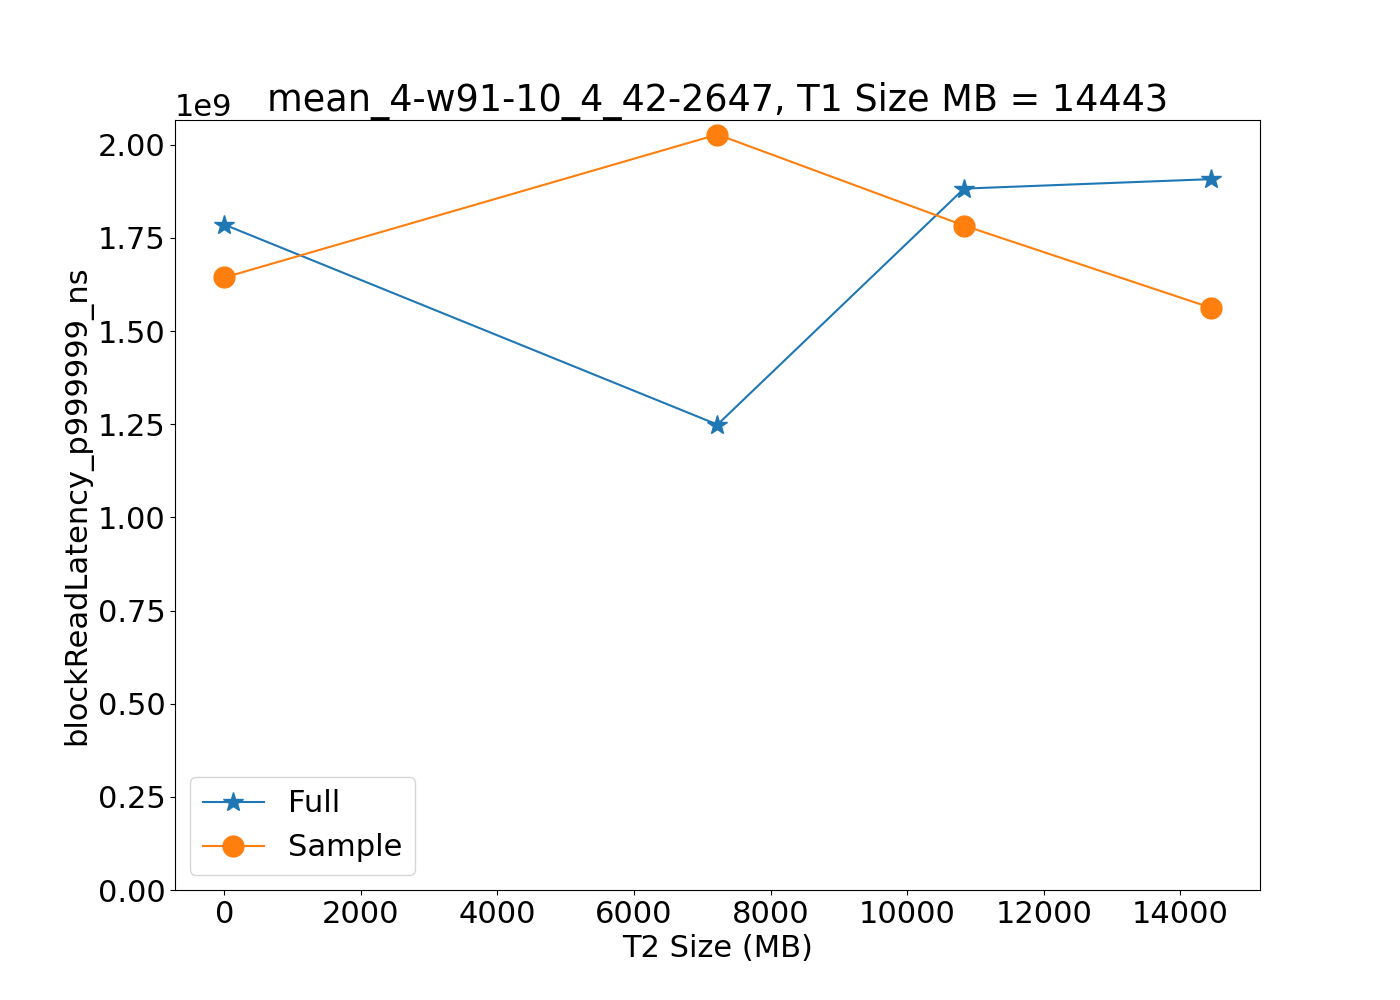 1e9
mean_4-w91-10_4_42-2647, T1 Size MB = 14443
blockReadLatency_p999999_ns
2.00
1.75
1.50
1.25
1.00
0.75
0.50
0.25
0.00
Full
Sample
0 2000 4000 6000 8000 10000 12000 14000
T2 Size (MB)